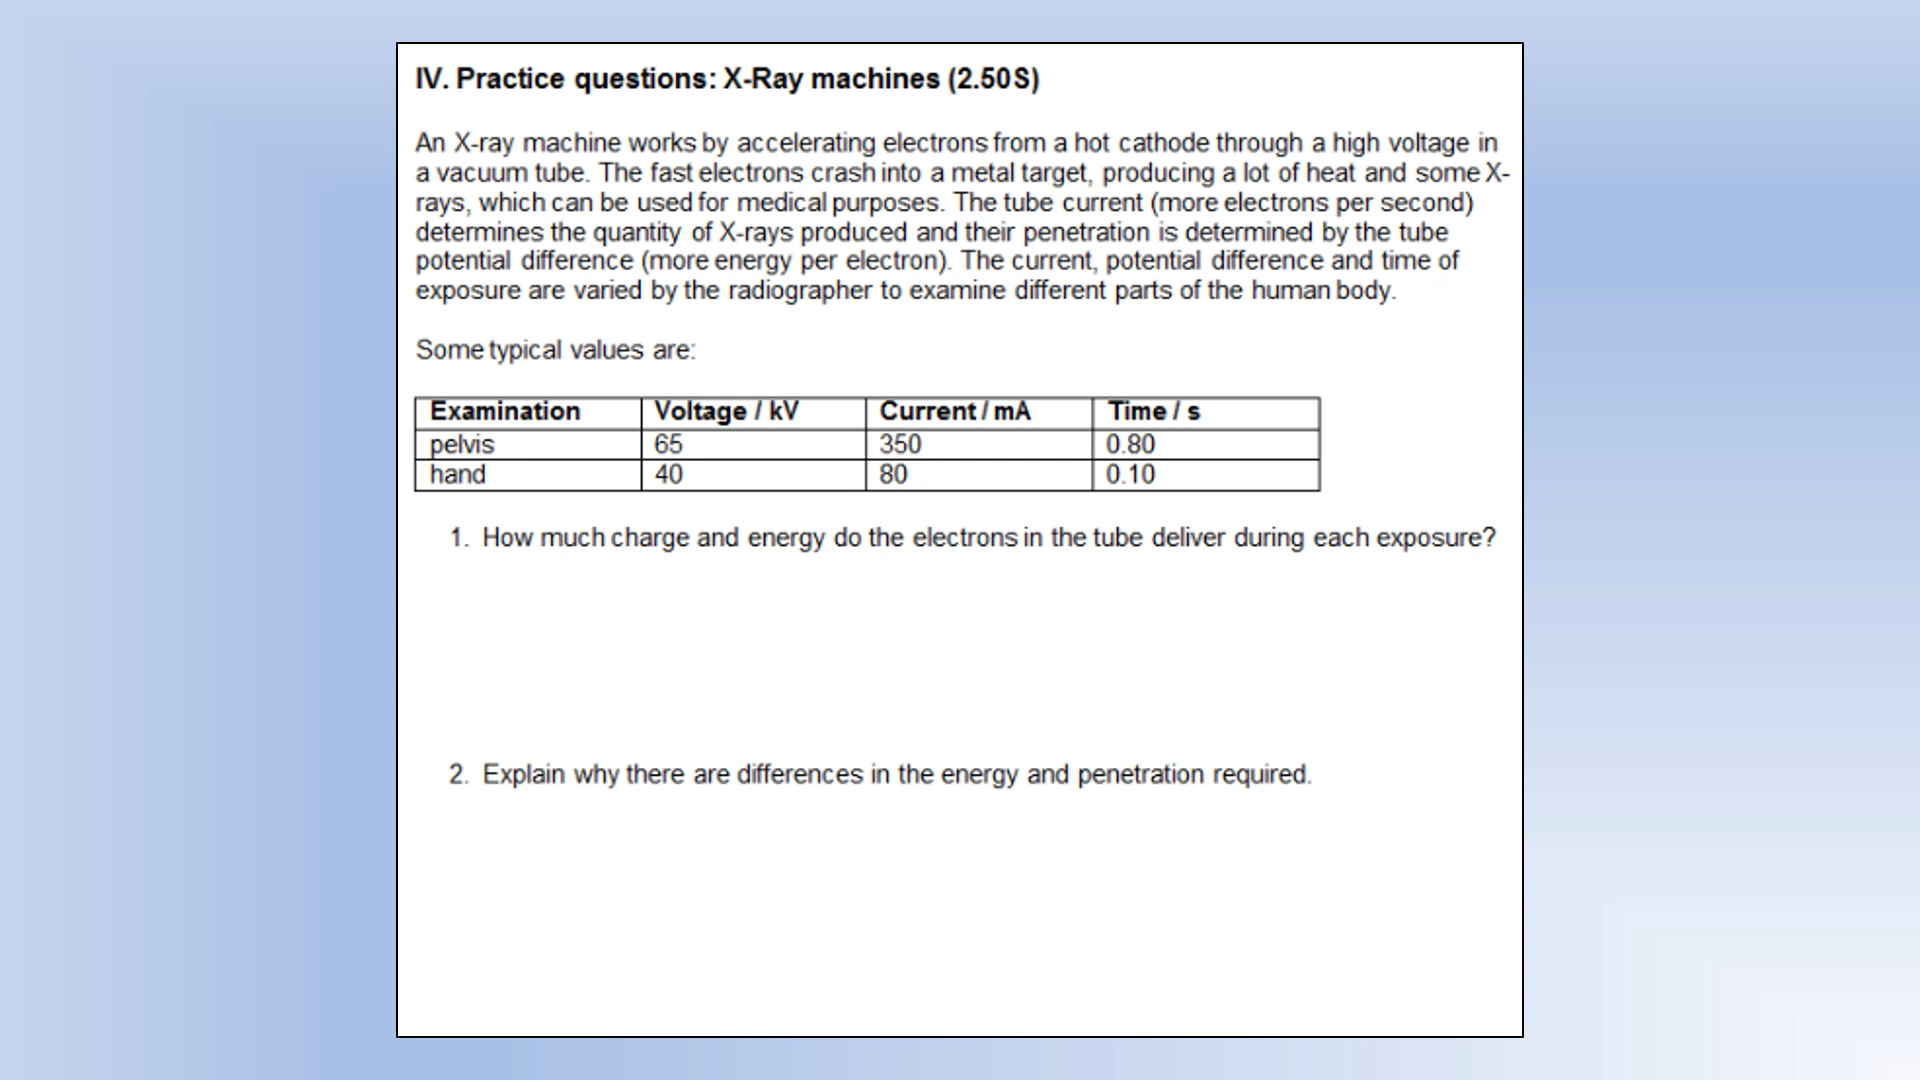 IV. Practice questions: X-Ray machines (2.50S)
An X-ray machine works by accelerating electrons from a hot cathode through a high voltage in
a vacuum tube. The fast electrons crash into a metal target, producing a lot of heat and some X-
rays, which can be used for medical purposes. The tube current (more electrons per second)
determines the quantity of X-rays produced and their penetration is determined by the tube
potential difference (more energy per electron). The current, potential difference and time of
exposure are varied by the radiographer to examine different parts of the human body.
Some typical values are:
Examination Voltage / kV Current / mA Time / s
pelvis 65 350 0.80
hand 40 80 0.10
1. How much charge and energy do the electrons in the tube deliver during each exposure?
2. Explain why there are differences in the energy and penetration required.